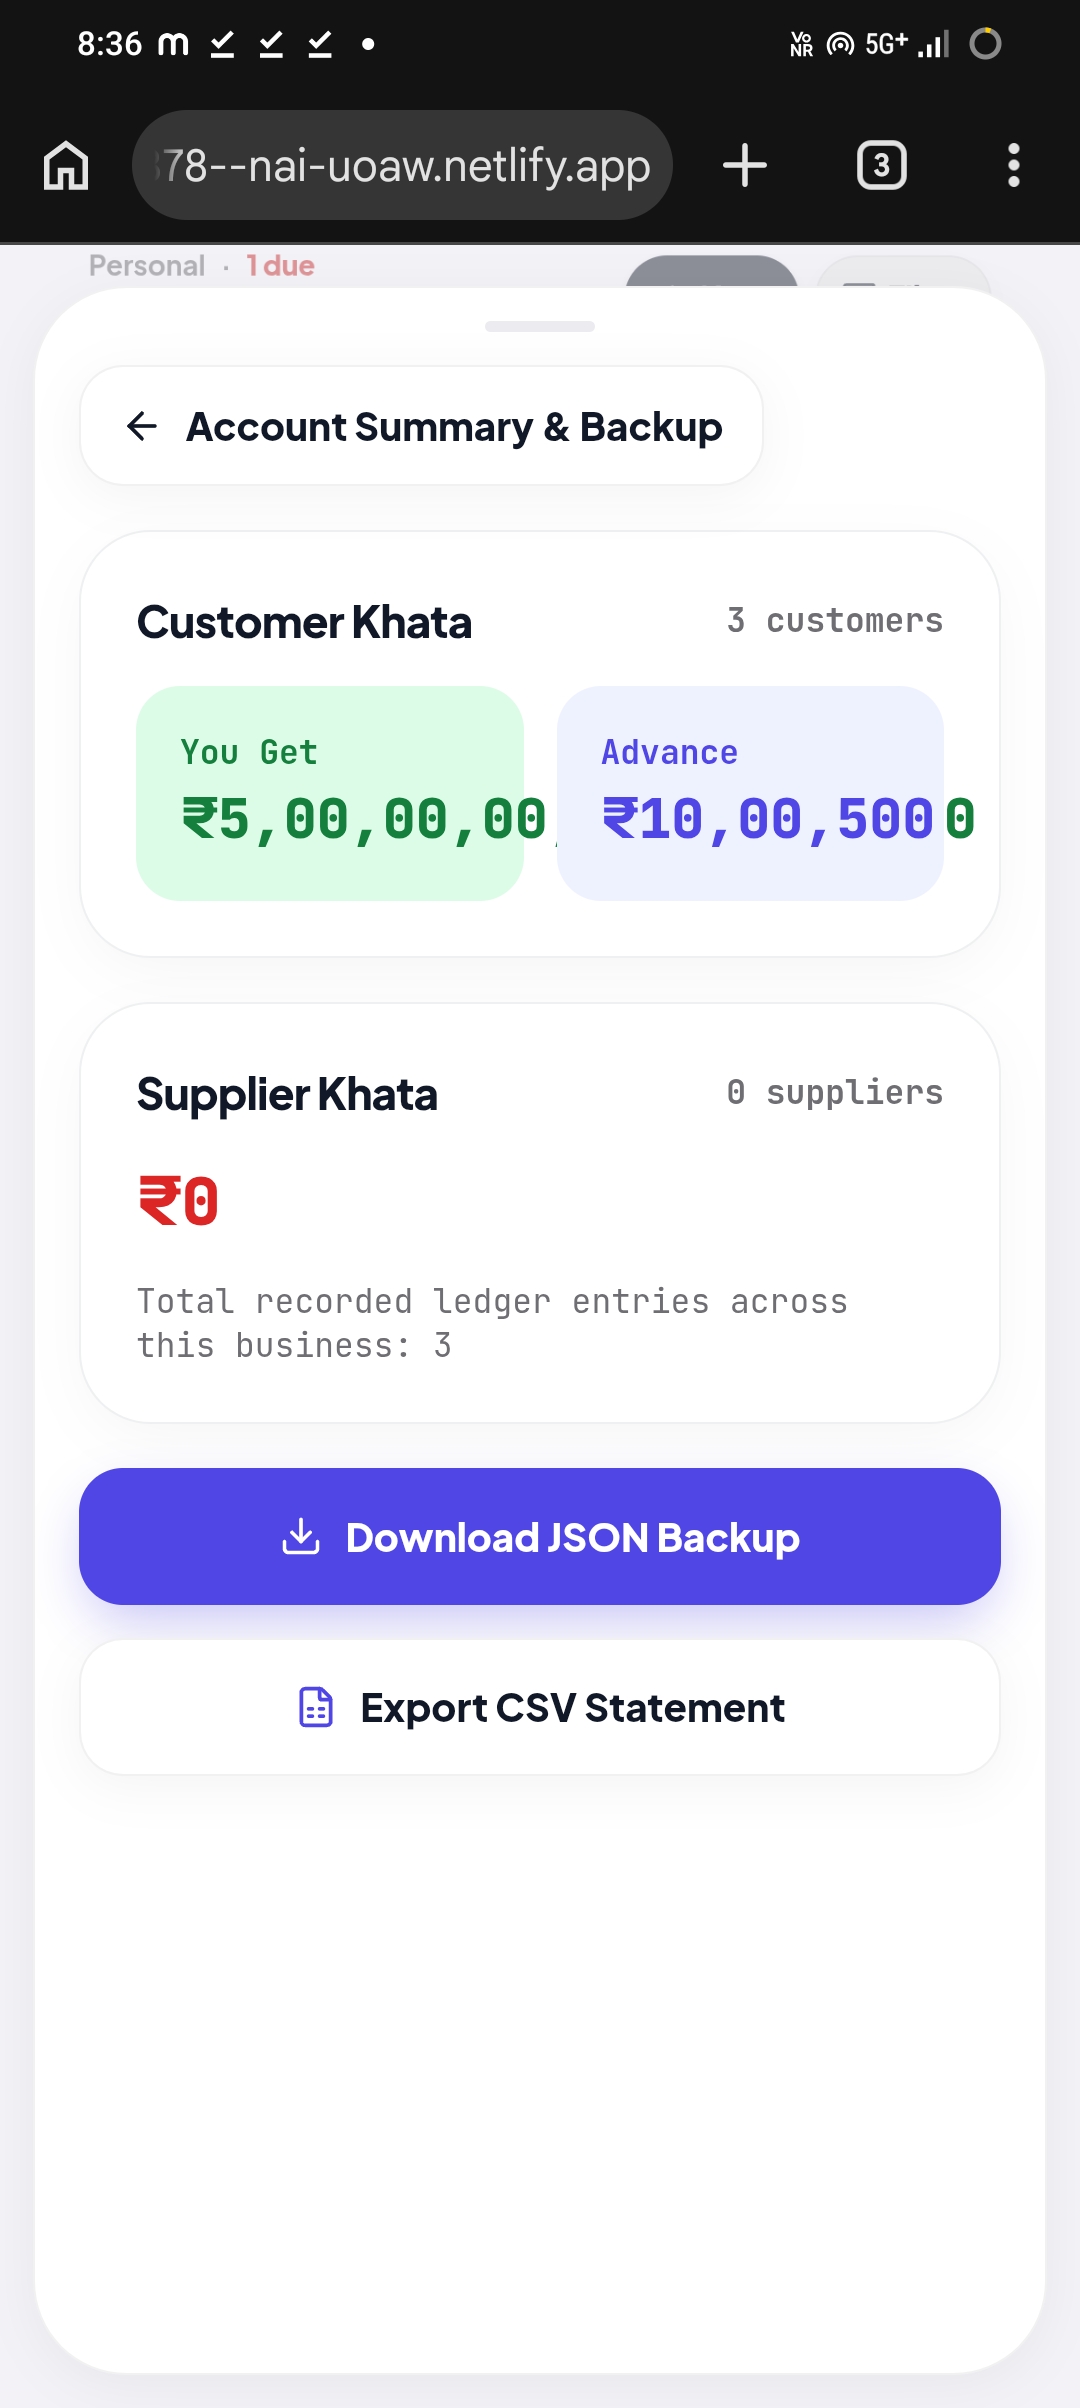 8:36
VoNR 5G+
78--nai-uoaw.netlify.app
3
Personal · 1 due
Account Summary & Backup
Customer Khata
3 customers
You Get
Advance
₹5,00,00,00,
₹10,00,500
0
Supplier Khata
0 suppliers
₹0
Total recorded ledger entries across
this business: 3
Download JSON Backup
Export CSV Statement